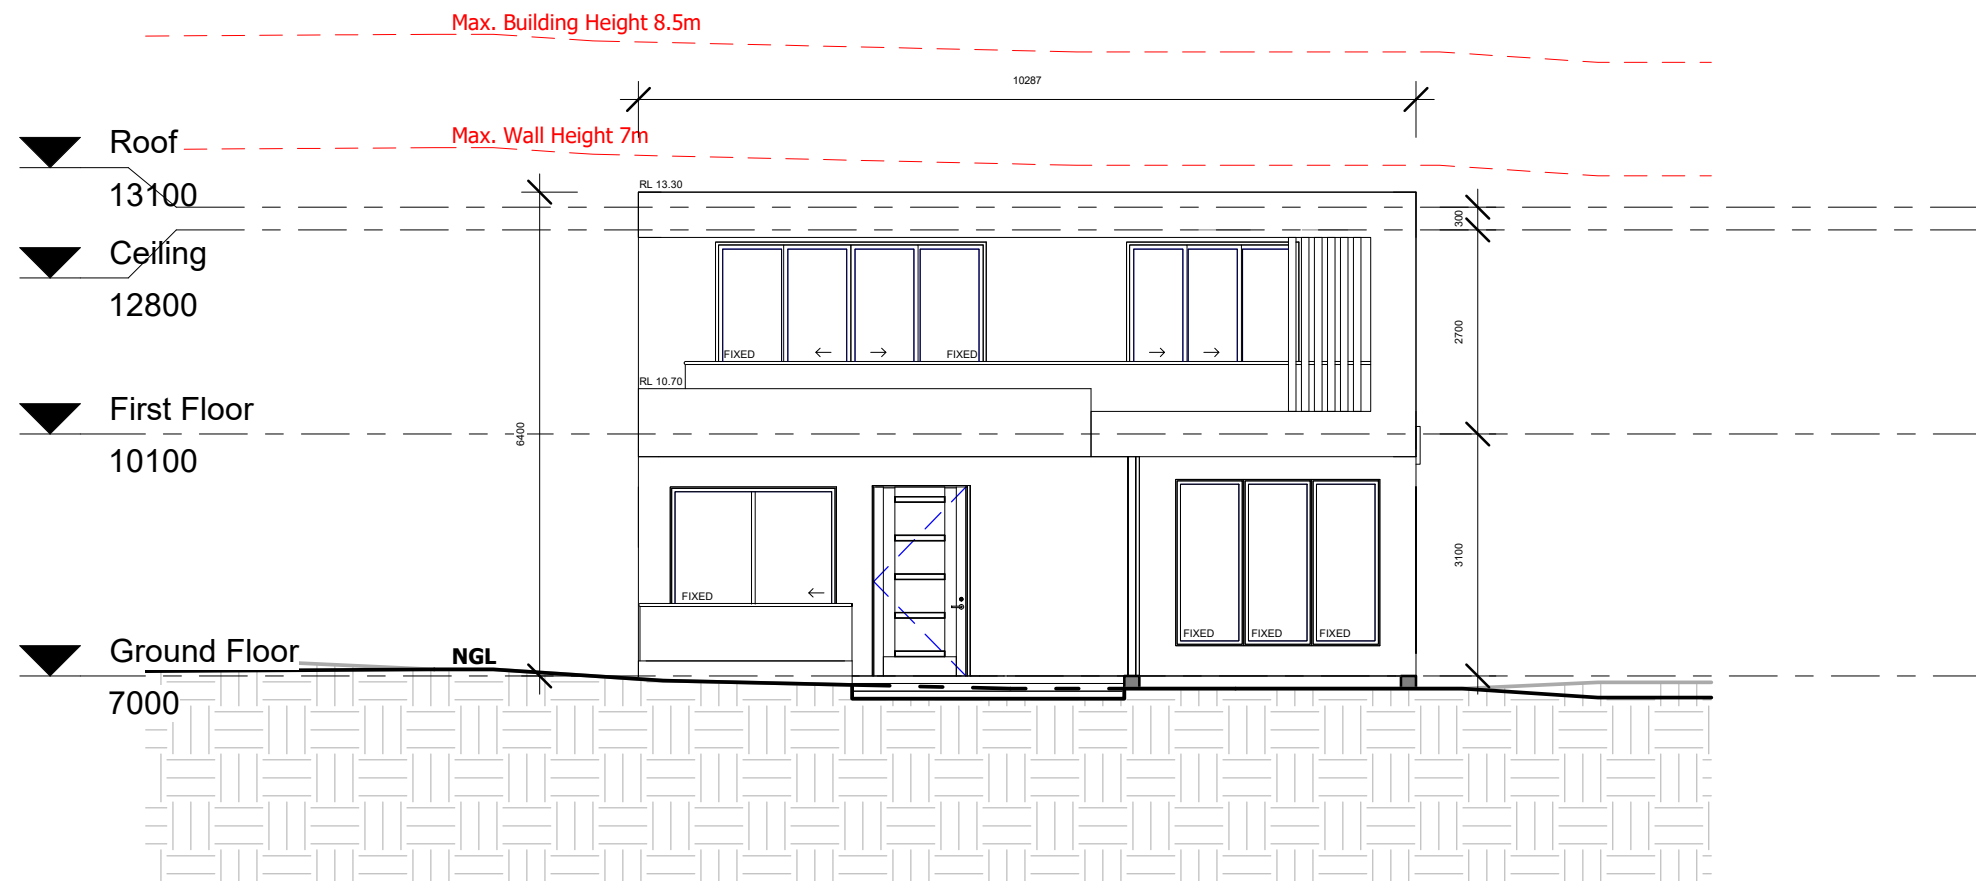 Max. Building Height 8.5m
10287
Max. Wall Height 7m
Roof
13100
RL 13.30
300
Ceiling
12800
2700
FIXED
FIXED
RL 10.70
First Floor
10100
6400
3100
FIXED
FIXED
FIXED
FIXED
Ground Floor
NGL
7000